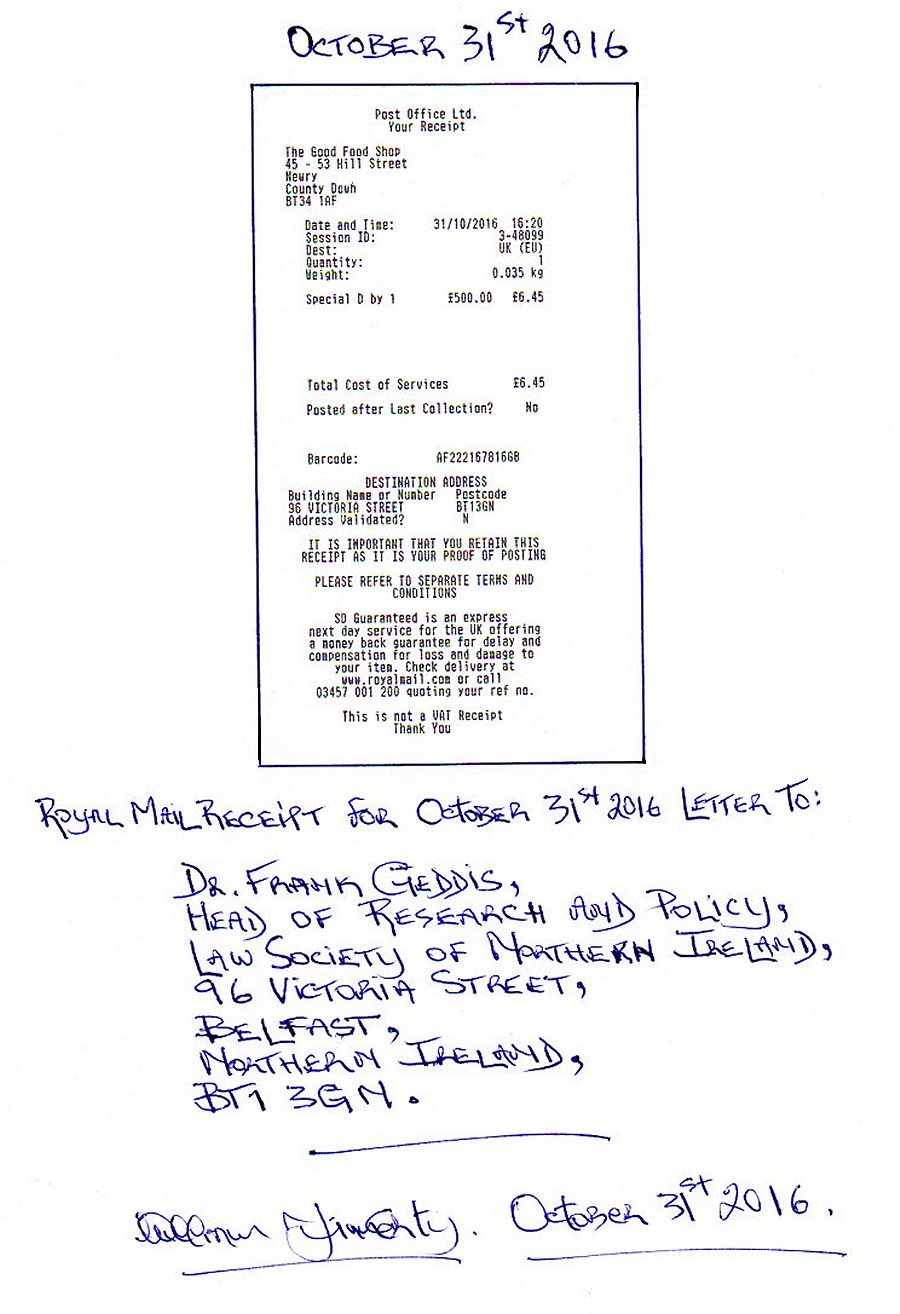 OCTOBER 31st 2016
Post Office Ltd.
Your Receipt
The Good Food Shop
45 - 53 Hill Street
Newry
County Down
BT34 1AF
Date and Time: 31/10/2016 16:20
Session ID: 3-48099
Dest: UK (EU)
Quantity: 1
Weight: 0.035 kg
Special D by 1 £500.00 £6.45
Total Cost of Services £6.45
Posted after Last Collection? No
Barcode: AF222167816GB
DESTINATION ADDRESS
Building Name or Number Postcode
96 VICTORIA STREET BT13GN
Address Validated? N
IT IS IMPORTANT THAT YOU RETAIN THIS
RECEIPT AS IT IS YOUR PROOF OF POSTING
PLEASE REFER TO SEPARATE TERMS AND
CONDITIONS
SD Guaranteed is an express
next day service for the UK offering
a money back guarantee for delay and
compensation for loss and damage to
your item. Check delivery at
www.royalmail.com or call
03457 001 200 quoting your ref no.
This is not a VAT Receipt
Thank You
ROYAL MAIL RECEIPT FOR OCTOBER 31st 2016 LETTER TO:
DR. FRANK GEDDIS,
HEAD OF RESEARCH AND POLICY,
LAW SOCIETY OF NORTHERN IRELAND,
96 VICTORIA STREET,
BELFAST,
NORTHERN IRELAND,
BT1 3GN.
October 31st 2016.